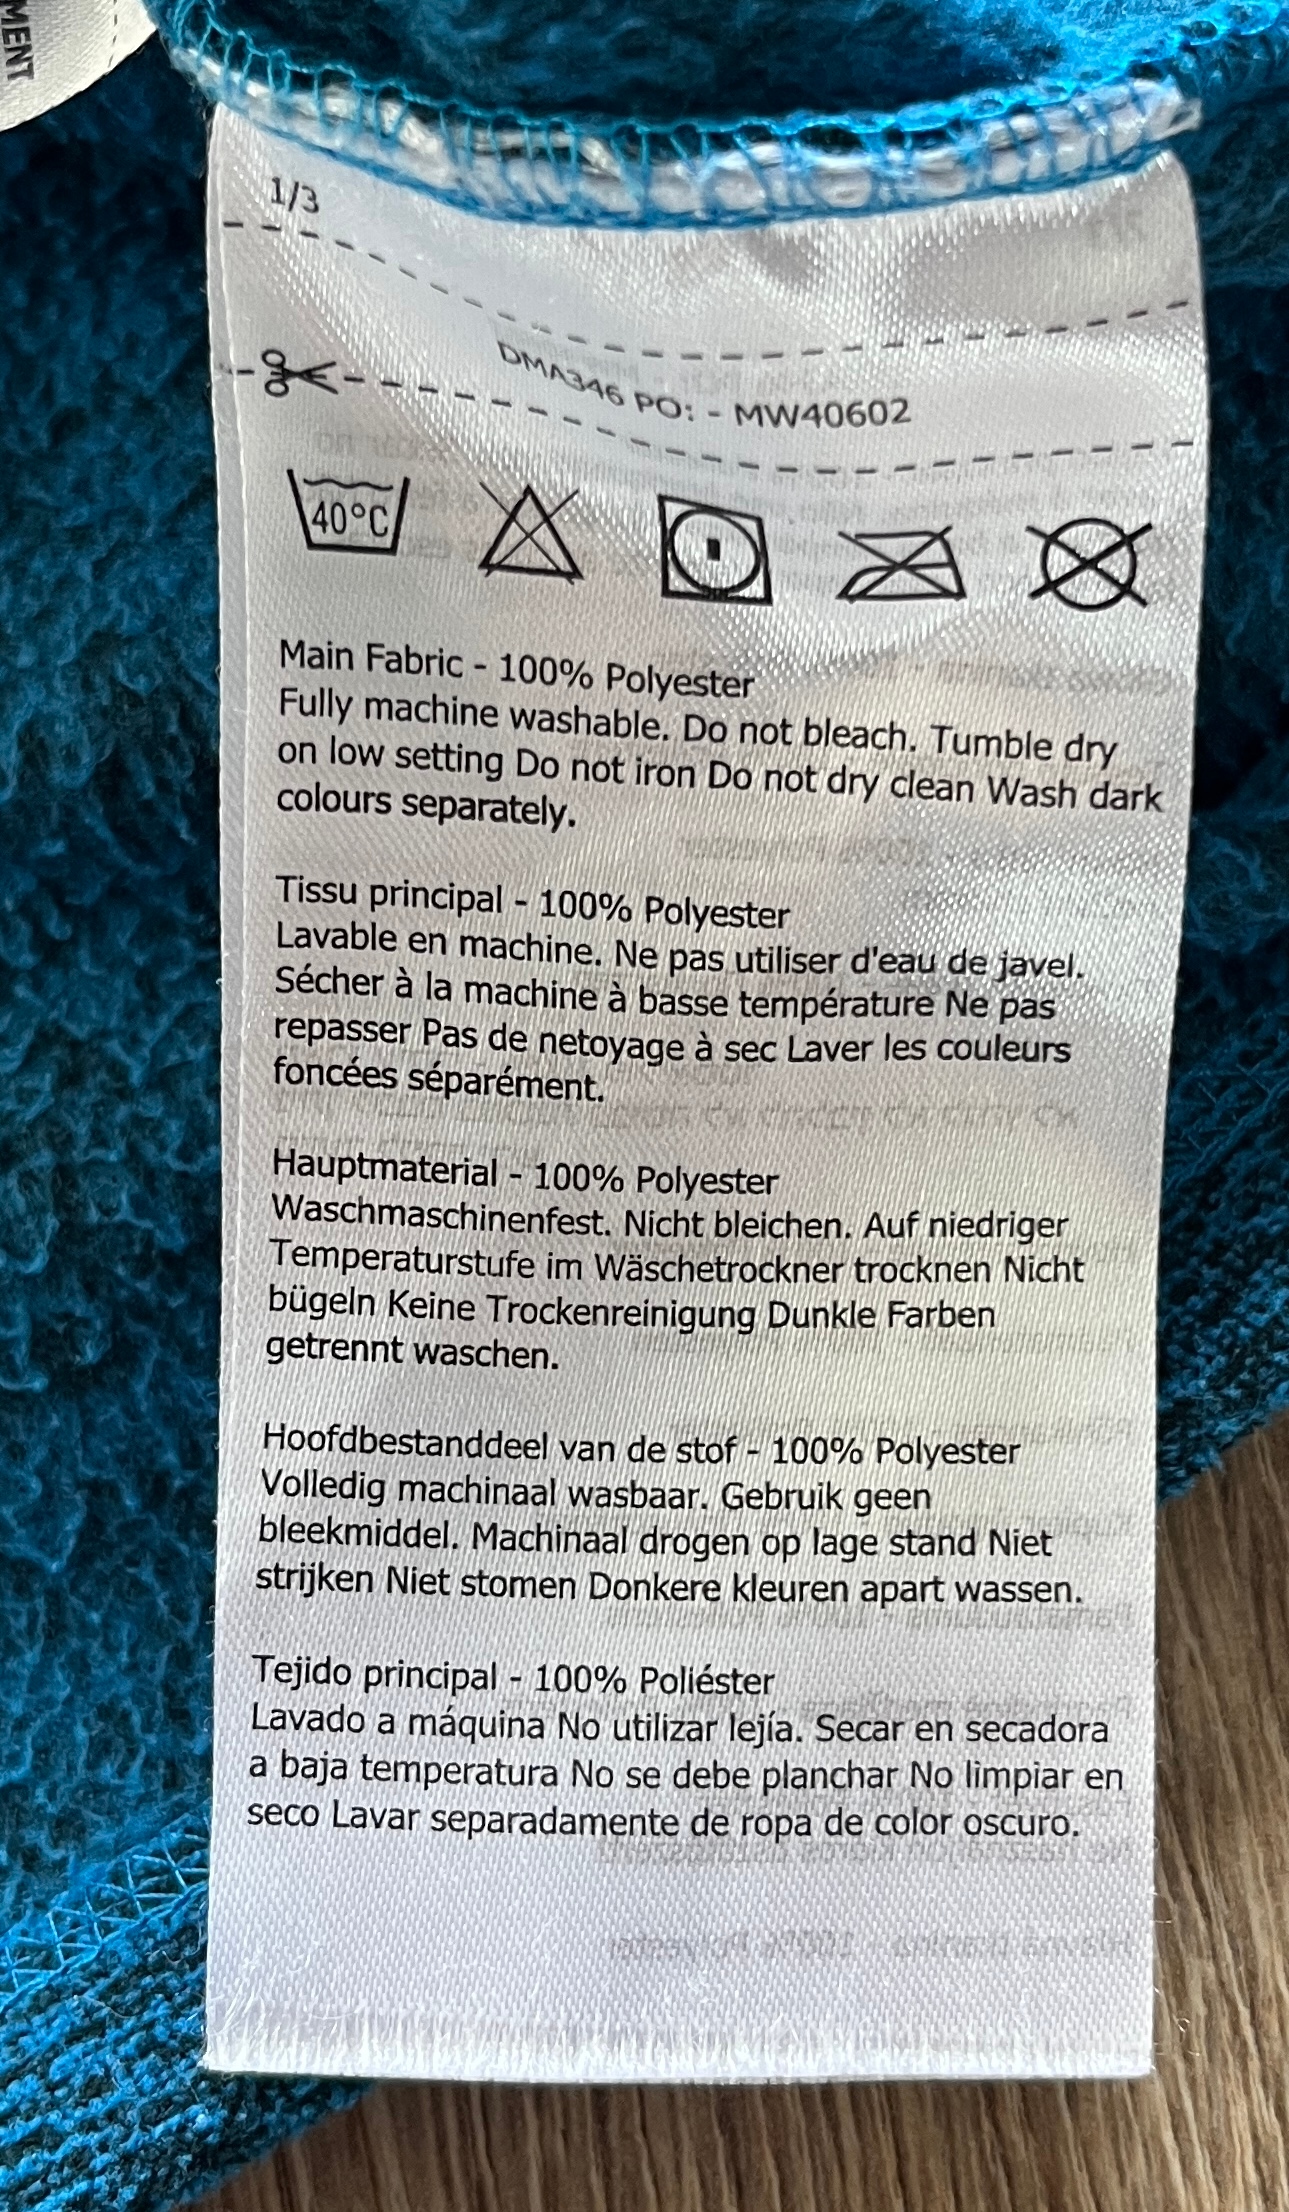 MENT
1/3
DMA346 PO: - MW40602
40°C
Main Fabric - 100% Polyester
Fully machine washable. Do not bleach. Tumble dry
on low setting Do not iron Do not dry clean Wash dark
colours separately.
Tissu principal - 100% Polyester
Lavable en machine. Ne pas utiliser d'eau de javel.
Sécher à la machine à basse température Ne pas
repasser Pas de netoyage à sec Laver les couleurs
foncées séparément.
Hauptmaterial - 100% Polyester
Waschmaschinenfest. Nicht bleichen. Auf niedriger
Temperaturstufe im Wäschetrockner trocknen Nicht
bügeln Keine Trockenreinigung Dunkle Farben
getrennt waschen.
Hoofdbestanddeel van de stof - 100% Polyester
Volledig machinaal wasbaar. Gebruik geen
bleekmiddel. Machinaal drogen op lage stand Niet
strijken Niet stomen Donkere kleuren apart wassen.
Tejido principal - 100% Poliéster
Lavado a máquina No utilizar lejía. Secar en secadora
a baja temperatura No se debe planchar No limpiar en
seco Lavar separadamente de ropa de color oscuro.